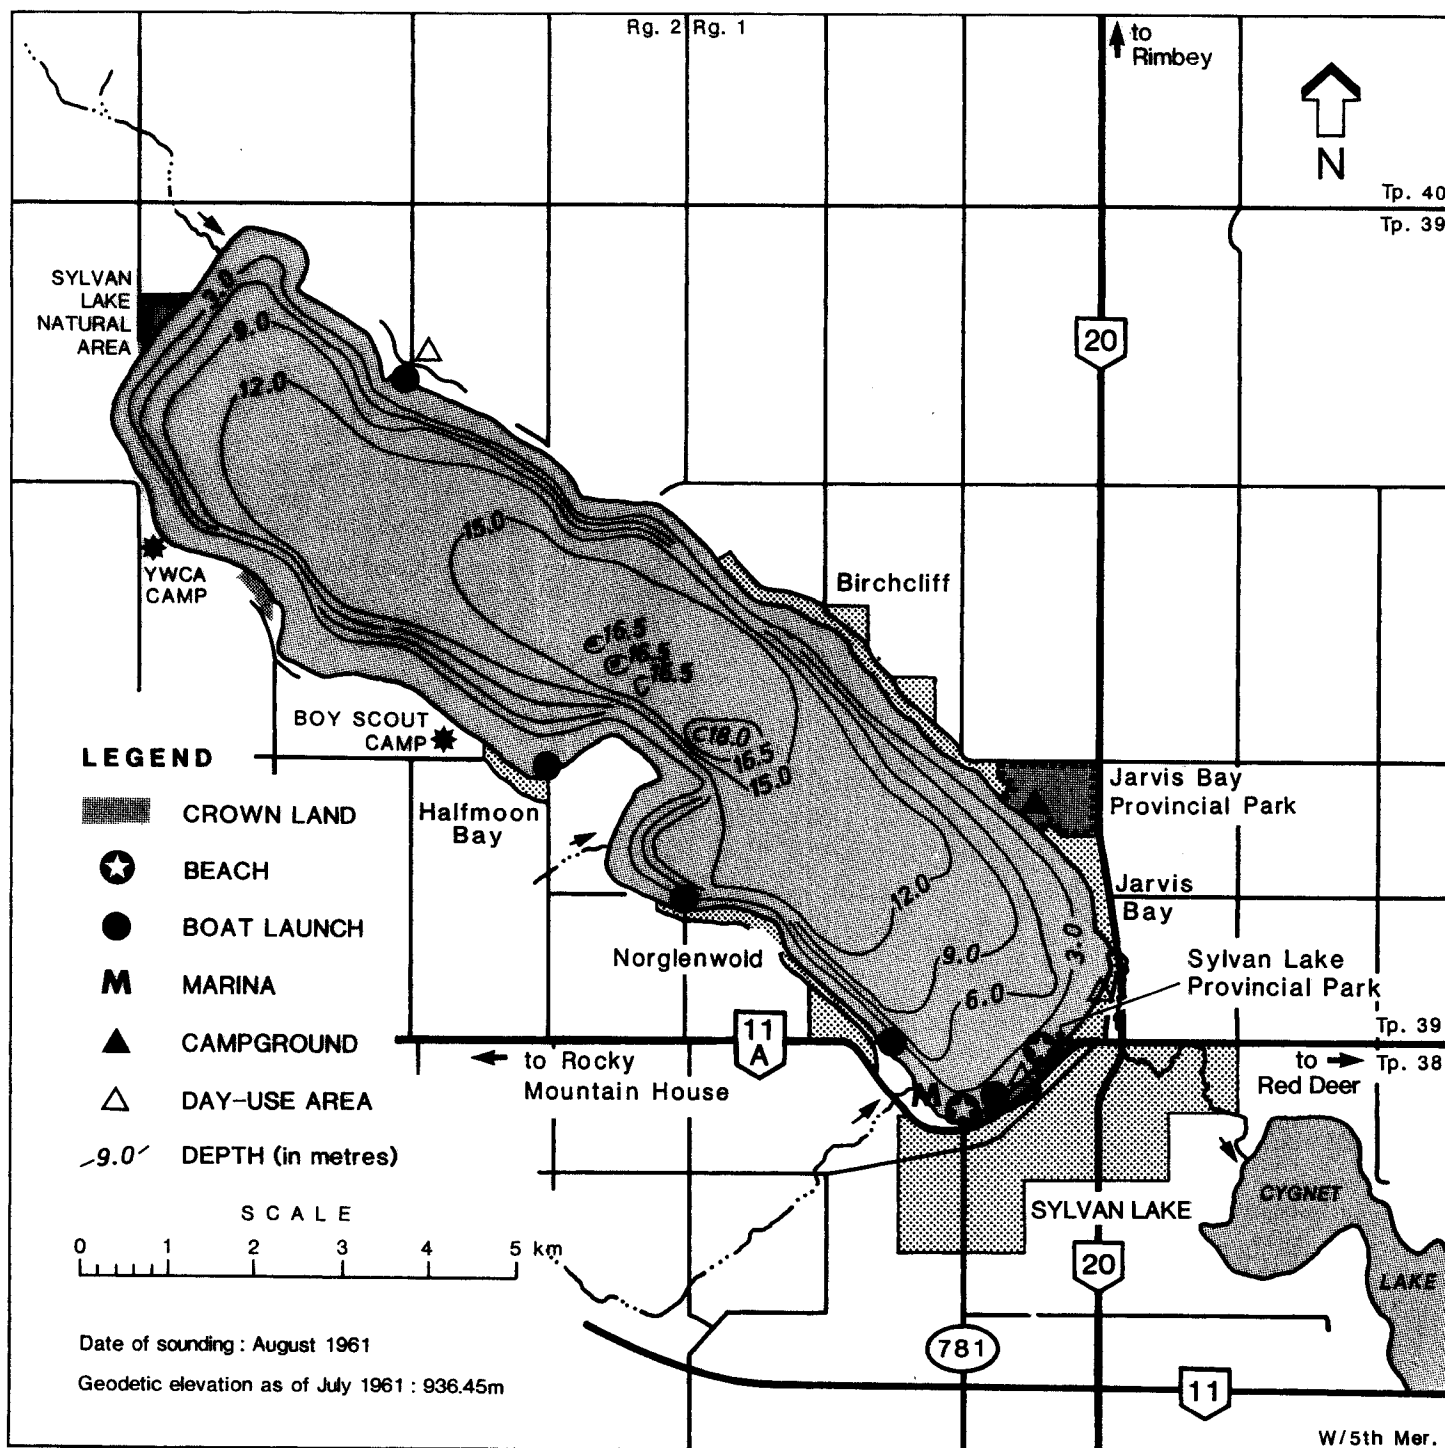 Rg. 2 Rg. 1
to
Rimbey
N
Tp. 40
Tp. 39
SYLVAN
LAKE
NATURAL
AREA
3.0
9.0
12.0
20
15.0
YWCA
CAMP
Birchcliff
16.5
16.5
16.5
BOY SCOUT
CAMP
18.0
16.5
15.0
Jarvis Bay
Provincial Park
Halfmoon
Bay
12.0
Jarvis
Bay
3.0
9.0
6.0
Norglenwold
Sylvan Lake
Provincial Park
11
A
to Rocky
Mountain House
Tp. 39
Tp. 38
to
Red Deer
M
CYGNET
LAKE
SYLVAN LAKE
20
781
11
W/5th Mer.
LEGEND
CROWN LAND
BEACH
BOAT LAUNCH
M MARINA
CAMPGROUND
DAY-USE AREA
-9.0- DEPTH (in metres)
SCALE
0 1 2 3 4 5 km
Date of sounding : August 1961
Geodetic elevation as of July 1961 : 936.45m